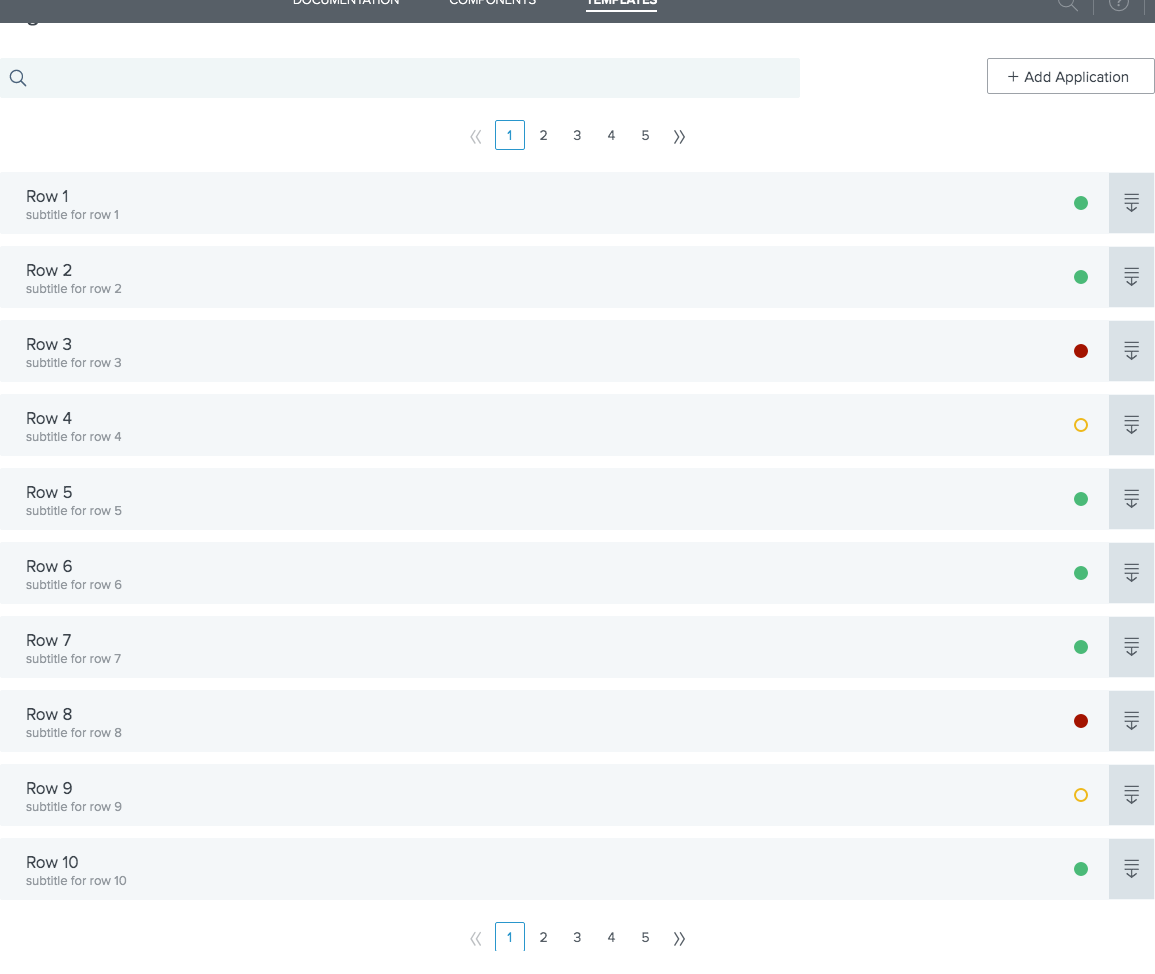 DOCUMENTATION COMPONENTS TEMPLATES
+ Add Application
« 1 2 3 4 5 »
Row 1
subtitle for row 1
Row 2
subtitle for row 2
Row 3
subtitle for row 3
Row 4
subtitle for row 4
Row 5
subtitle for row 5
Row 6
subtitle for row 6
Row 7
subtitle for row 7
Row 8
subtitle for row 8
Row 9
subtitle for row 9
Row 10
subtitle for row 10
« 1 2 3 4 5 »